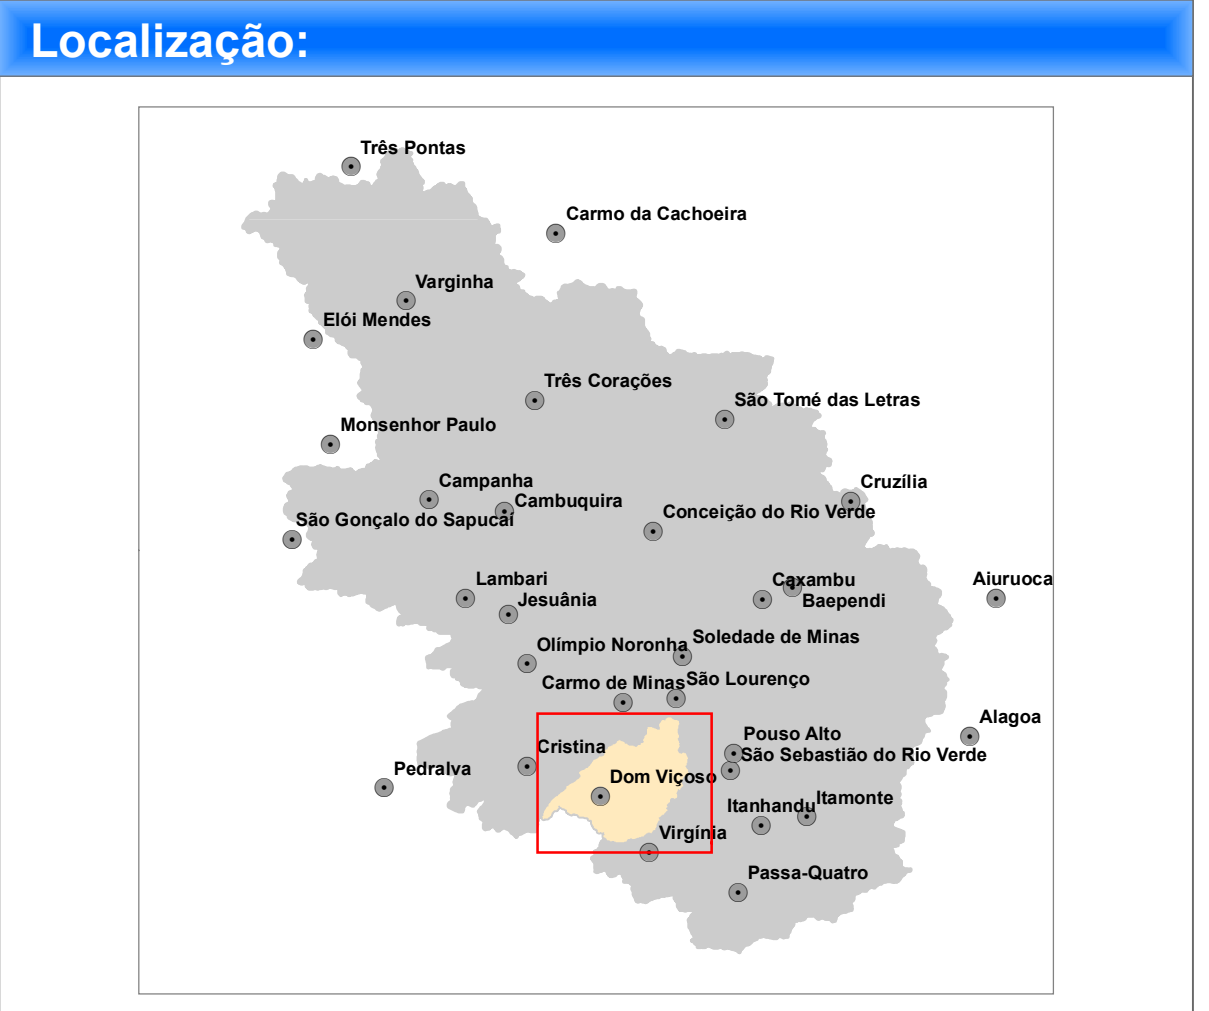 Localização:
Três Pontas
Carmo da Cachoeira
Varginha
Elói Mendes
Três Corações
São Tomé das Letras
Monsenhor Paulo
Campanha
Cruzília
Cambuquira
Conceição do Rio Verde
São Gonçalo do Sapucaí
Lambari
Caxambu
Aiuruoca
Jesuânia
Baependi
Olímpio Noronha
Soledade de Minas
Carmo de Minas
São Lourenço
Alagoa
Pouso Alto
Cristina
São Sebastião do Rio Verde
Pedralva
Dom Viçoso
Itanhandu
Itamonte
Virgínia
Passa-Quatro